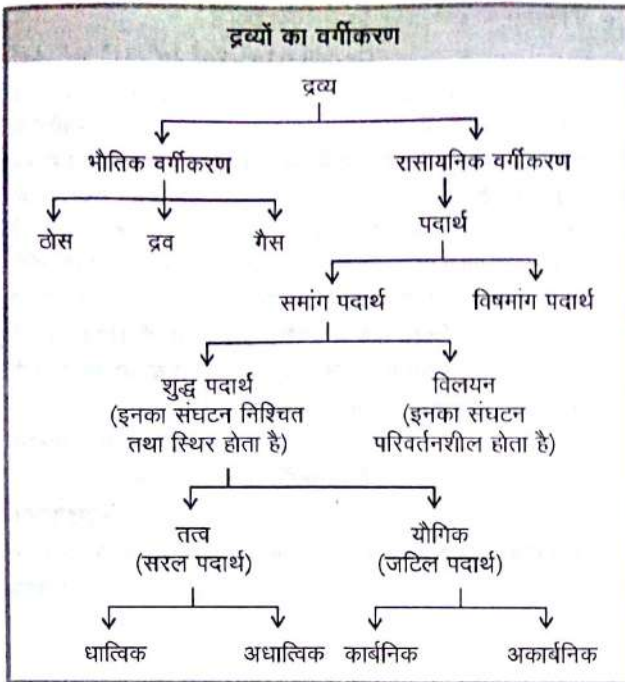 द्रव्यों का वर्गीकरण
द्रव्य
भौतिक वर्गीकरण रासायनिक वर्गीकरण
ठोस द्रव गैस पदार्थ
समांग पदार्थ विषमांग पदार्थ
शुद्ध पदार्थ विलयन
(इनका संघटन निश्चित (इनका संघटन
तथा स्थिर होता है) परिवर्तनशील होता है)
तत्व यौगिक
(सरल पदार्थ) (जटिल पदार्थ)
धात्विक अधात्विक कार्बनिक अकार्बनिक